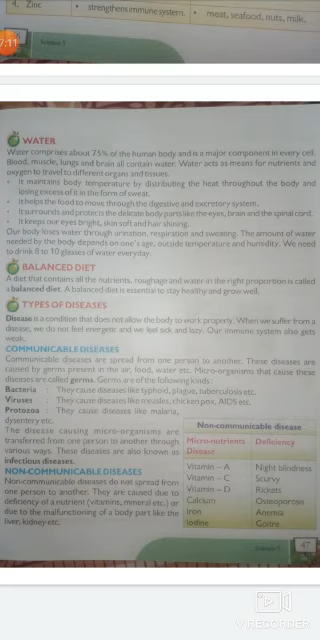 4. Zinc • strengthens immune system. • meat, seafood, nuts, milk.
7:11
Science-5
WATER
Water comprises about 75% of the human body and is a major component in every cell.
Blood, muscle, lungs and brain all contain water. Water acts as means for nutrients and
oxygen to travel to different organs and tissues.
• It maintains body temperature by distributing the heat throughout the body and
losing excess of it in the form of sweat.
• It helps the food to move through the digestive and excretory system.
• It surrounds and protects the delicate body parts like the eyes, brain and the spinal cord.
• It keeps our eyes bright, skin soft and hair shining.
Our body loses water through urination, respiration and sweating. The amount of water
needed by the body depends on one's age, outside temperature and humidity. We need
to drink 8 to 10 glasses of water everyday.
BALANCED DIET
A diet that contains all the nutrients, roughage and water in the right proportion is called
a balanced diet. A balanced diet is essential to stay healthy and grow well.
TYPES OF DISEASES
Disease is a condition that does not allow the body to work properly. When we suffer from a
disease, we do not feel energetic and we feel sick and lazy. Our immune system also gets
weak.
COMMUNICABLE DISEASES
Communicable diseases are spread from one person to another. These diseases are
caused by germs present in the air, food, water etc. Micro-organisms that cause these
diseases are called germs. Germs are of the following kinds:
Bacteria : They cause diseases like typhoid, plague, tuberculosis etc.
Viruses : They cause diseases like measles, chicken pox, AIDS etc.
Protozoa : They cause diseases like malaria,
dysentery etc.
The disease causing micro-organisms are
transferred from one person to another through
various ways. These diseases are also known as
infectious diseases.
NON-COMMUNICABLE DISEASES
Non-communicable diseases do not spread from
one person to another. They are caused due to
deficiency of a nutrient (vitamins, mineral etc.) or
due to the malfunctioning of a body part like the
liver, kidney etc.
Non-communicable disease
Micro-nutrients Deficiency
Disease
Vitamin – A Night blindness
Vitamin – C Scurvy
Vitamin – D Rickets
Calcium Osteoporosis
Iron Anemia
Iodine Goitre
Science-5 47
V RECORDER